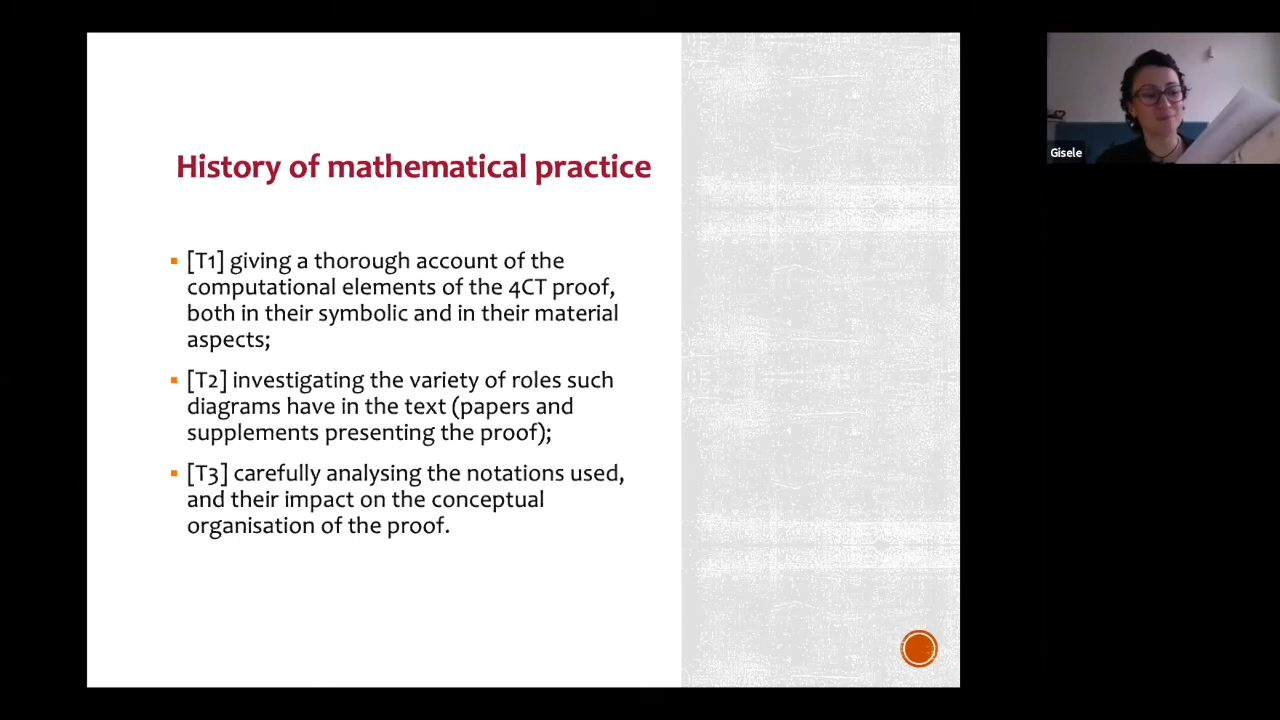 History of mathematical practice
[T1] giving a thorough account of the
computational elements of the 4CT proof,
both in their symbolic and in their material
aspects;
[T2] investigating the variety of roles such
diagrams have in the text (papers and
supplements presenting the proof);
[T3] carefully analysing the notations used,
and their impact on the conceptual
organisation of the proof.
Gisele